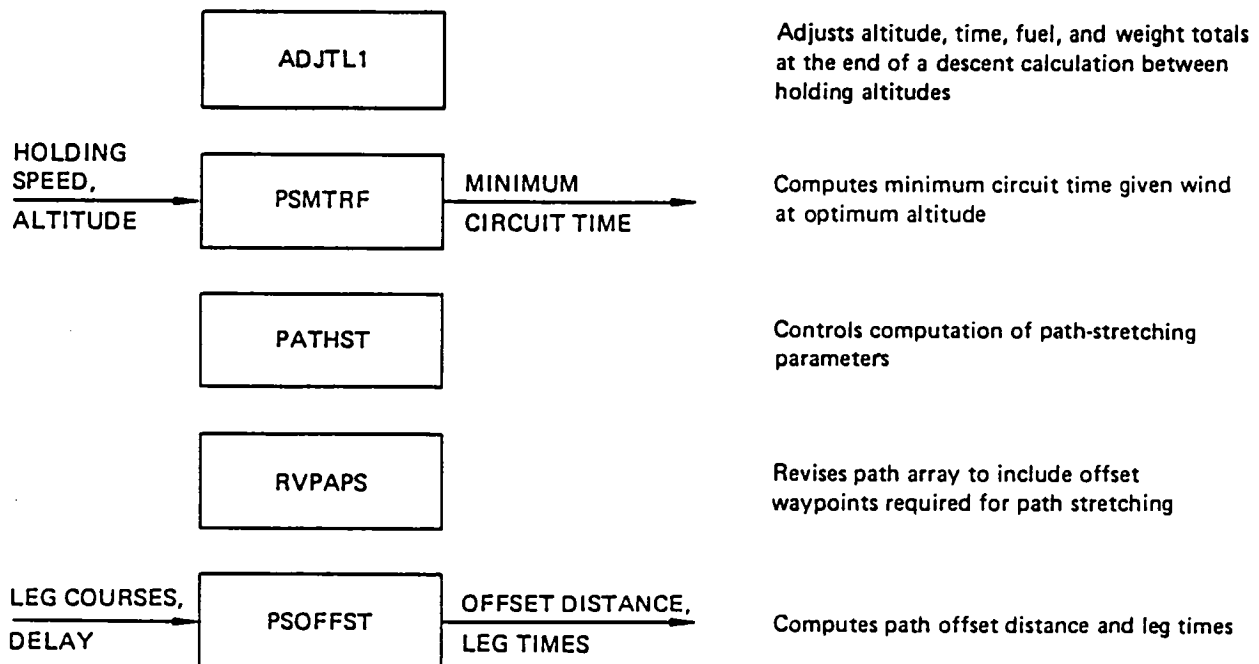 ADJTL1
Adjusts altitude, time, fuel, and weight totals
at the end of a descent calculation between
holding altitudes
HOLDING
SPEED,
ALTITUDE
PSMTRF
MINIMUM
CIRCUIT TIME
Computes minimum circuit time given wind
at optimum altitude
PATHST
Controls computation of path-stretching
parameters
RVPAPS
Revises path array to include offset
waypoints required for path stretching
LEG COURSES,
DELAY
PSOFFST
OFFSET DISTANCE,
LEG TIMES
Computes path offset distance and leg times